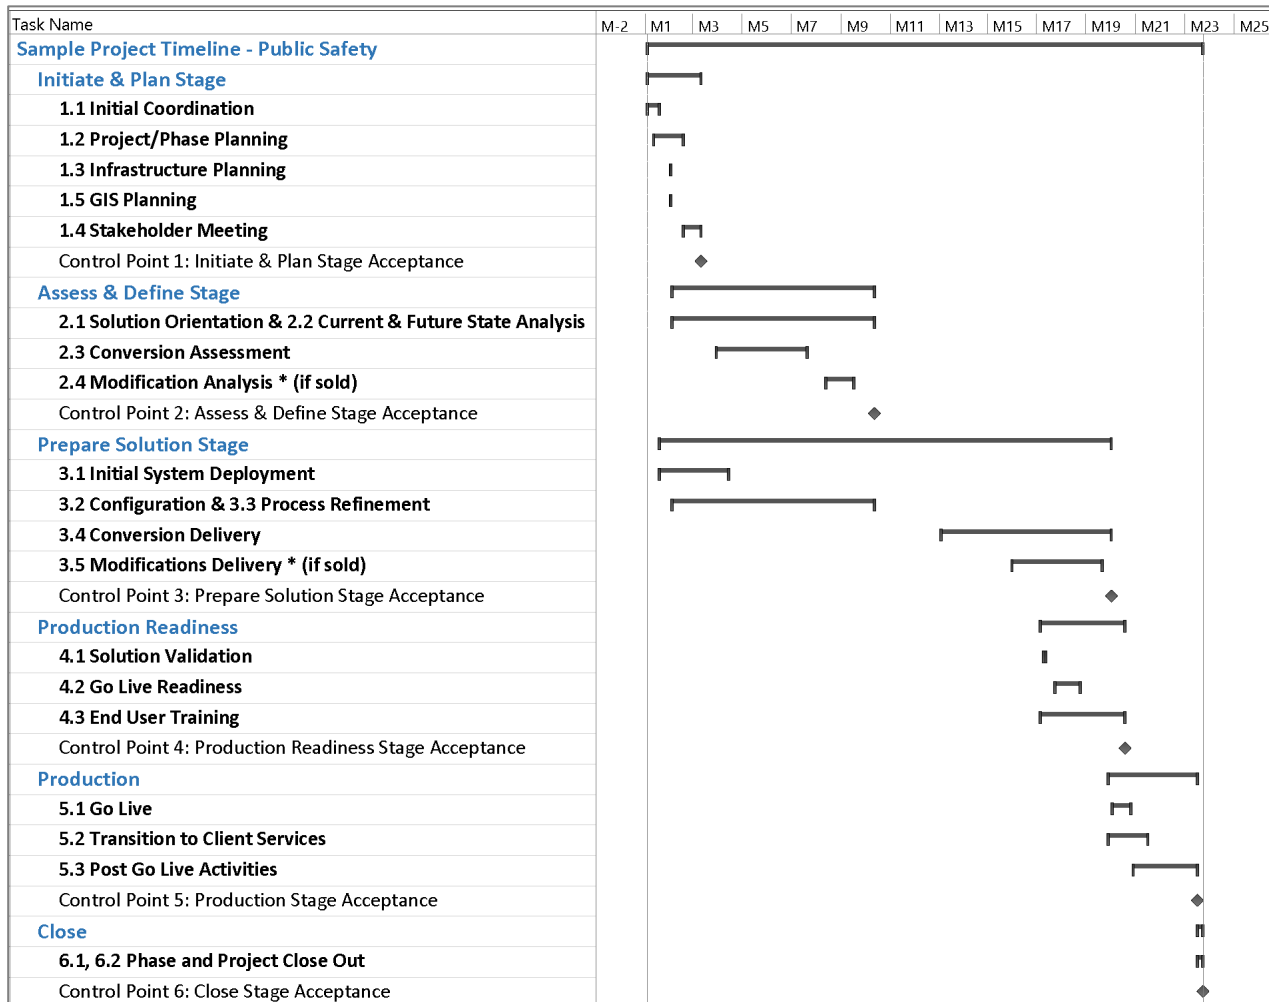 Task Name M-2 M1 M3 M5 M7 M9 M11 M13 M15 M17 M19 M21 M23 M25
Sample Project Timeline - Public Safety
Initiate & Plan Stage
1.1 Initial Coordination
1.2 Project/Phase Planning
1.3 Infrastructure Planning
1.5 GIS Planning
1.4 Stakeholder Meeting
Control Point 1: Initiate & Plan Stage Acceptance
Assess & Define Stage
2.1 Solution Orientation & 2.2 Current & Future State Analysis
2.3 Conversion Assessment
2.4 Modification Analysis * (if sold)
Control Point 2: Assess & Define Stage Acceptance
Prepare Solution Stage
3.1 Initial System Deployment
3.2 Configuration & 3.3 Process Refinement
3.4 Conversion Delivery
3.5 Modifications Delivery * (if sold)
Control Point 3: Prepare Solution Stage Acceptance
Production Readiness
4.1 Solution Validation
4.2 Go Live Readiness
4.3 End User Training
Control Point 4: Production Readiness Stage Acceptance
Production
5.1 Go Live
5.2 Transition to Client Services
5.3 Post Go Live Activities
Control Point 5: Production Stage Acceptance
Close
6.1, 6.2 Phase and Project Close Out
Control Point 6: Close Stage Acceptance